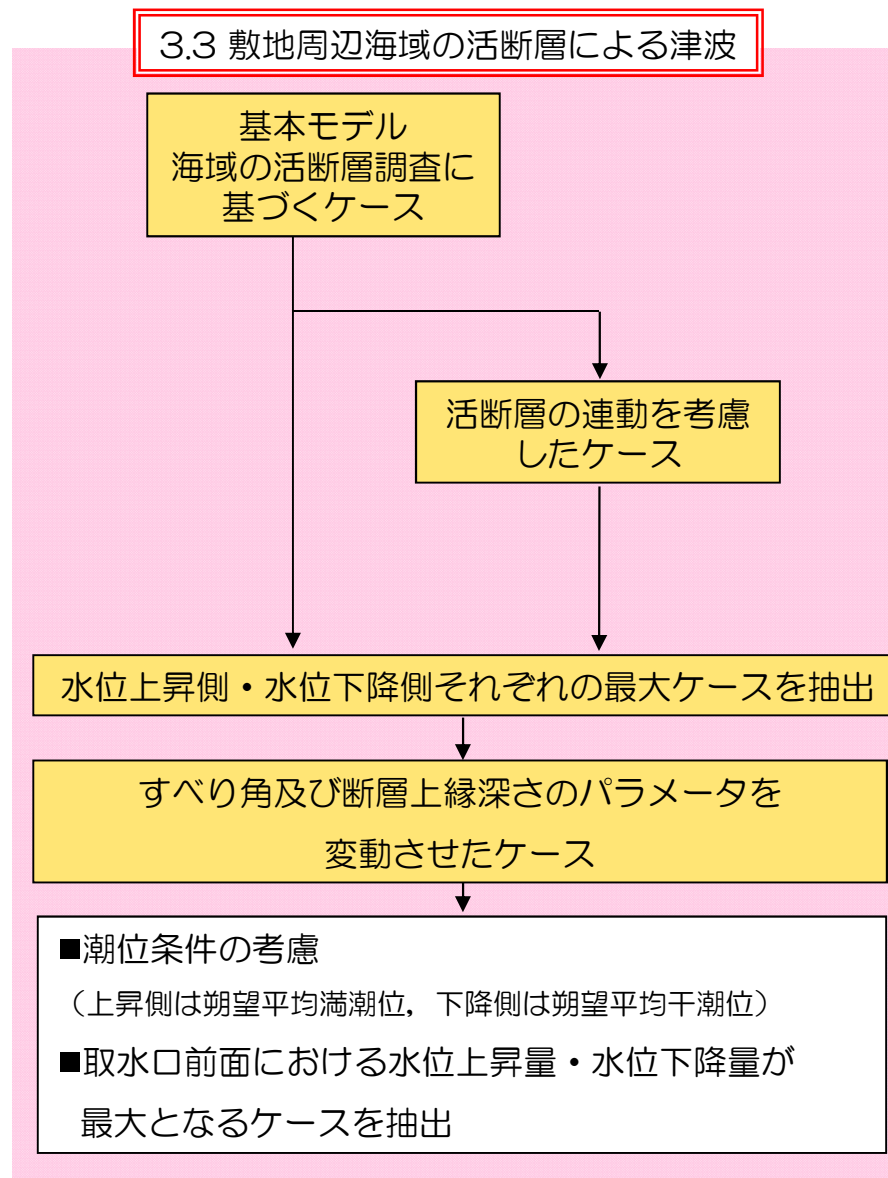 3.3 敷地周辺海域の活断層による津波
基本モデル
海域の活断層調査に
基づくケース
活断層の連動を考慮
したケース
水位上昇側・水位下降側それぞれの最大ケースを抽出
すべり角及び断層上縁深さのパラメータを
変動させたケース
■潮位条件の考慮
（上昇側は朔望平均満潮位，下降側は朔望平均干潮位）
■取水口前面における水位上昇量・水位下降量が
最大となるケースを抽出